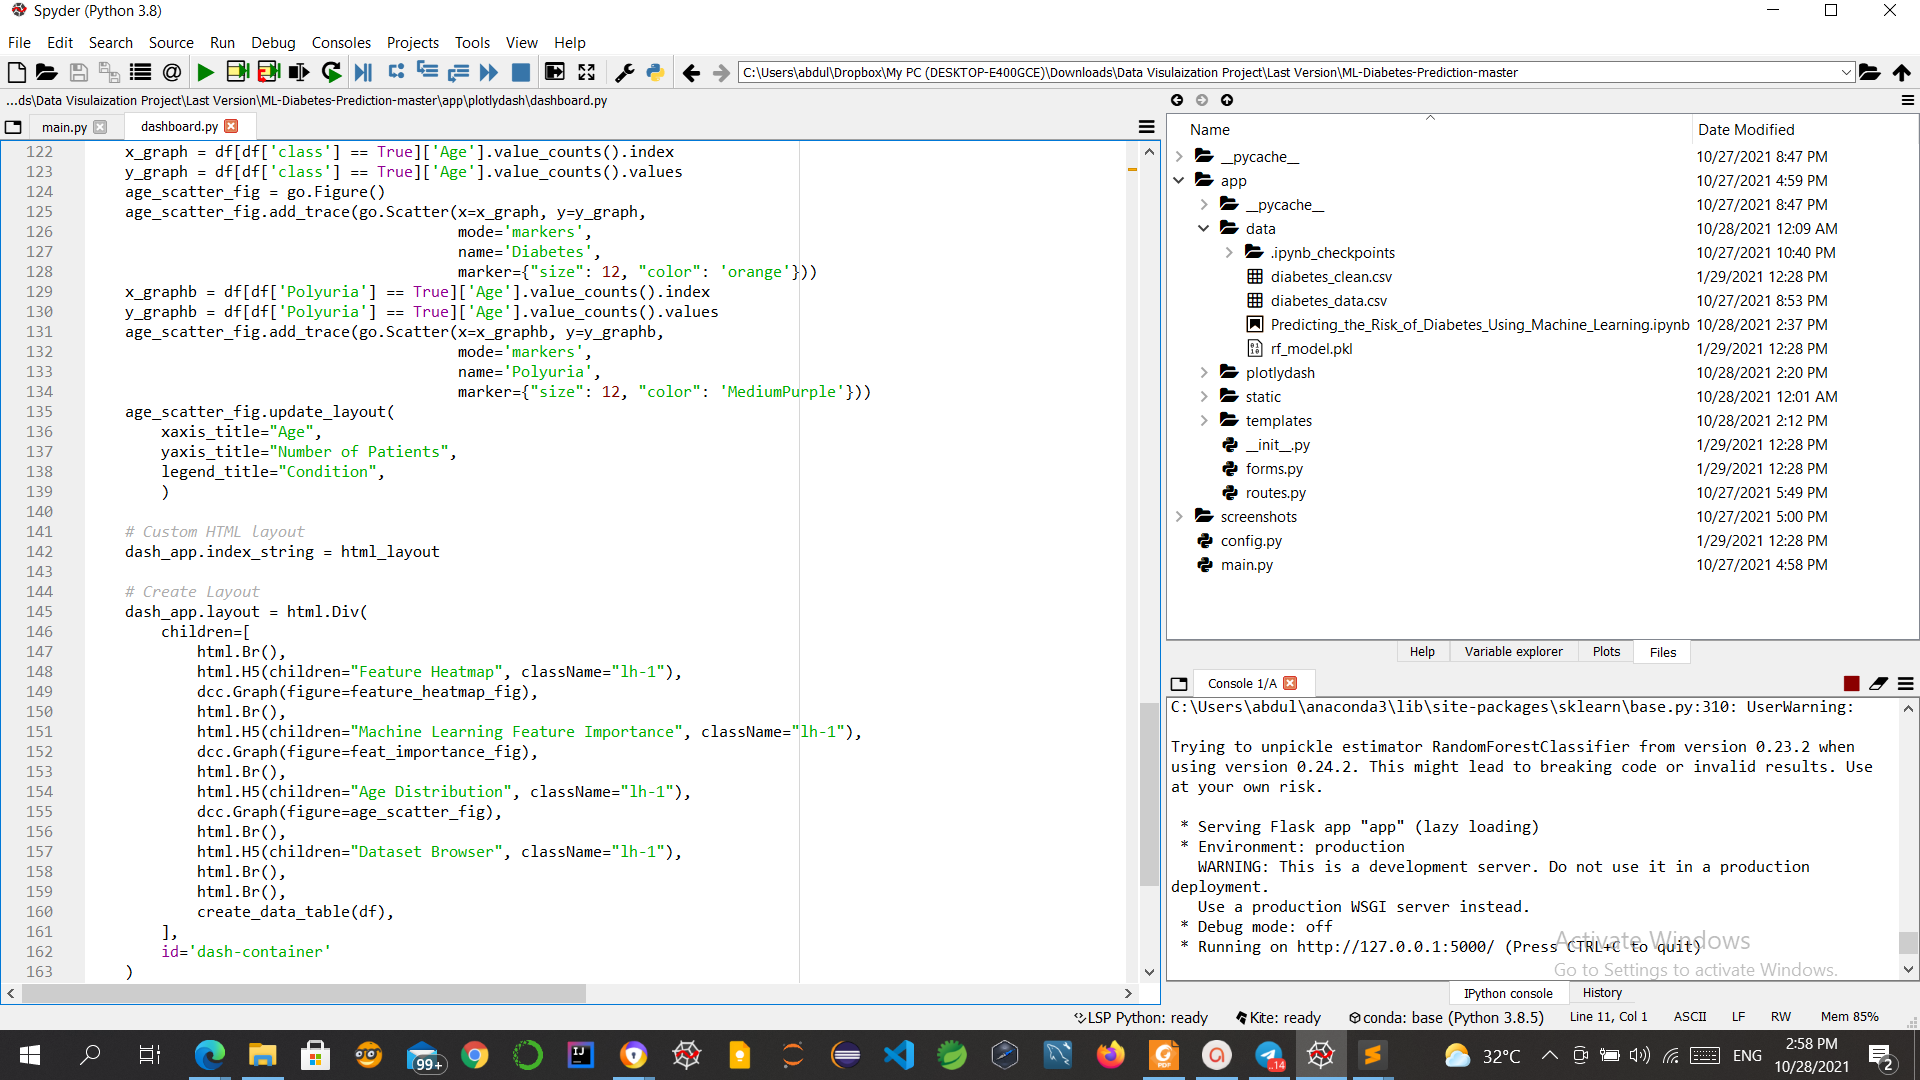 Spyder (Python 3.8)
File Edit Search Source Run Debug Consoles Projects Tools View Help
C:\Users\abdul\Dropbox\My PC (DESKTOP-E400GCE)\Downloads\Data Visulaization Project\Last Version\ML-Diabetes-Prediction-master
...ds\Data Visulaization Project\Last Version\ML-Diabetes-Prediction-master\app\plotlydash\dashboard.py
main.py dashboard.py
122 x_graph = df[df['class'] == True]['Age'].value_counts().index
123 y_graph = df[df['class'] == True]['Age'].value_counts().values
124 age_scatter_fig = go.Figure()
125 age_scatter_fig.add_trace(go.Scatter(x=x_graph, y=y_graph,
126 mode='markers',
127 name='Diabetes',
128 marker={"size": 12, "color": 'orange'}))
129 x_graphb = df[df['Polyuria'] == True]['Age'].value_counts().index
130 y_graphb = df[df['Polyuria'] == True]['Age'].value_counts().values
131 age_scatter_fig.add_trace(go.Scatter(x=x_graphb, y=y_graphb,
132 mode='markers',
133 name='Polyuria',
134 marker={"size": 12, "color": 'MediumPurple'}))
135 age_scatter_fig.update_layout(
136 xaxis_title="Age",
137 yaxis_title="Number of Patients",
138 legend_title="Condition",
139 )
140
141 # Custom HTML layout
142 dash_app.index_string = html_layout
143
144 # Create Layout
145 dash_app.layout = html.Div(
146 children=[
147 html.Br(),
148 html.H5(children="Feature Heatmap", className="lh-1"),
149 dcc.Graph(figure=feature_heatmap_fig),
150 html.Br(),
151 html.H5(children="Machine Learning Feature Importance", className="lh-1"),
152 dcc.Graph(figure=feat_importance_fig),
153 html.Br(),
154 html.H5(children="Age Distribution", className="lh-1"),
155 dcc.Graph(figure=age_scatter_fig),
156 html.Br(),
157 html.H5(children="Dataset Browser", className="lh-1"),
158 html.Br(),
159 html.Br(),
160 create_data_table(df),
161 ],
162 id='dash-container'
163 )
Name Date Modified
__pycache__ 10/27/2021 8:47 PM
app 10/27/2021 4:59 PM
__pycache__ 10/27/2021 8:47 PM
data 10/28/2021 12:09 AM
.ipynb_checkpoints 10/27/2021 10:40 PM
diabetes_clean.csv 1/29/2021 12:28 PM
diabetes_data.csv 10/27/2021 8:53 PM
Predicting_the_Risk_of_Diabetes_Using_Machine_Learning.ipynb 10/28/2021 2:37 PM
rf_model.pkl 1/29/2021 12:28 PM
plotlydash 10/28/2021 2:20 PM
static 10/28/2021 12:01 AM
templates 10/28/2021 2:12 PM
__init__.py 1/29/2021 12:28 PM
forms.py 1/29/2021 12:28 PM
routes.py 10/27/2021 5:49 PM
screenshots 10/27/2021 5:00 PM
config.py 1/29/2021 12:28 PM
main.py 10/27/2021 4:58 PM
Help Variable explorer Plots Files
Console 1/A
C:\Users\abdul\anaconda3\lib\site-packages\sklearn\base.py:310: UserWarning:
Trying to unpickle estimator RandomForestClassifier from version 0.23.2 when
using version 0.24.2. This might lead to breaking code or invalid results. Use
at your own risk.
* Serving Flask app "app" (lazy loading)
* Environment: production
WARNING: This is a development server. Do not use it in a production
deployment.
Use a production WSGI server instead.
* Debug mode: off
* Running on http://127.0.0.1:5000/ (Press CTRL+C to quit)
Activate Windows
Go to Settings to activate Windows.
IPython console History
LSP Python: ready Kite: ready conda: base (Python 3.8.5) Line 11, Col 1 ASCII LF RW Mem 85%
99+ 14 32°C ENG 2:58 PM
10/28/2021 2